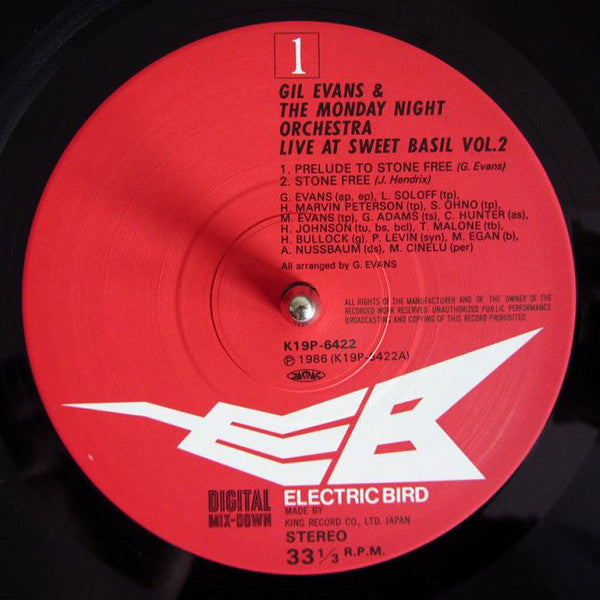 1
GIL EVANS &
THE MONDAY NIGHT
ORCHESTRA
LIVE AT SWEET BASIL VOL.2
1. PRELUDE TO STONE FREE (G. Evans)
2. STONE FREE (J. Hendrix)
G. EVANS (ap, ep), L. SOLOFF (tp),
H. MARVIN PETERSON (tp), S. OHNO (tp),
M. EVANS (tp), G. ADAMS (ts), C. HUNTER (as),
H. JOHNSON (tu, bs, bcl), T. MALONE (tb),
H. BULLOCK (g), P. LEVIN (syn), M. EGAN (b),
A. NUSSBAUM (ds), M. CINELU (per)
All arranged by G. EVANS
ALL RIGHTS OF THE MANUFACTURER AND OF THE OWNER OF THE
RECORDED WORK RESERVED UNAUTHORIZED PUBLIC PERFORMANCE
BROADCASTING AND COPYING OF THIS RECORD PROHIBITED
K19P-6422
Ⓟ 1986 (K19P-6422A)
JASRAC
EB
DIGITAL
MIX-DOWN
ELECTRIC BIRD
MADE BY
KING RECORD CO., LTD. JAPAN
STEREO
33 1/3 R.P.M.